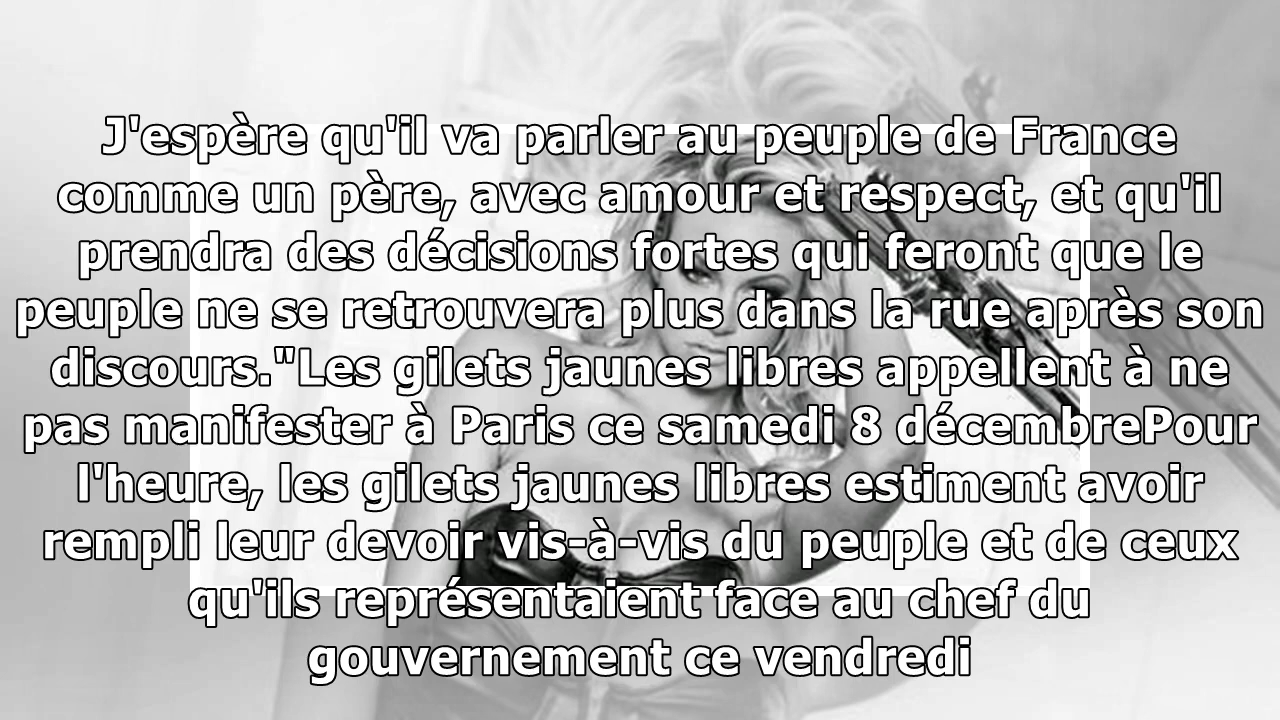 J'espère qu'il va parler au peuple de France
comme un père, avec amour et respect, et qu'il
prendra des décisions fortes qui feront que le
peuple ne se retrouvera plus dans la rue après son
discours."Les gilets jaunes libres appellent à ne
pas manifester à Paris ce samedi 8 décembrePour
l'heure, les gilets jaunes libres estiment avoir
rempli leur devoir vis-à-vis du peuple et de ceux
qu'ils représentaient face au chef du
gouvernement ce vendredi